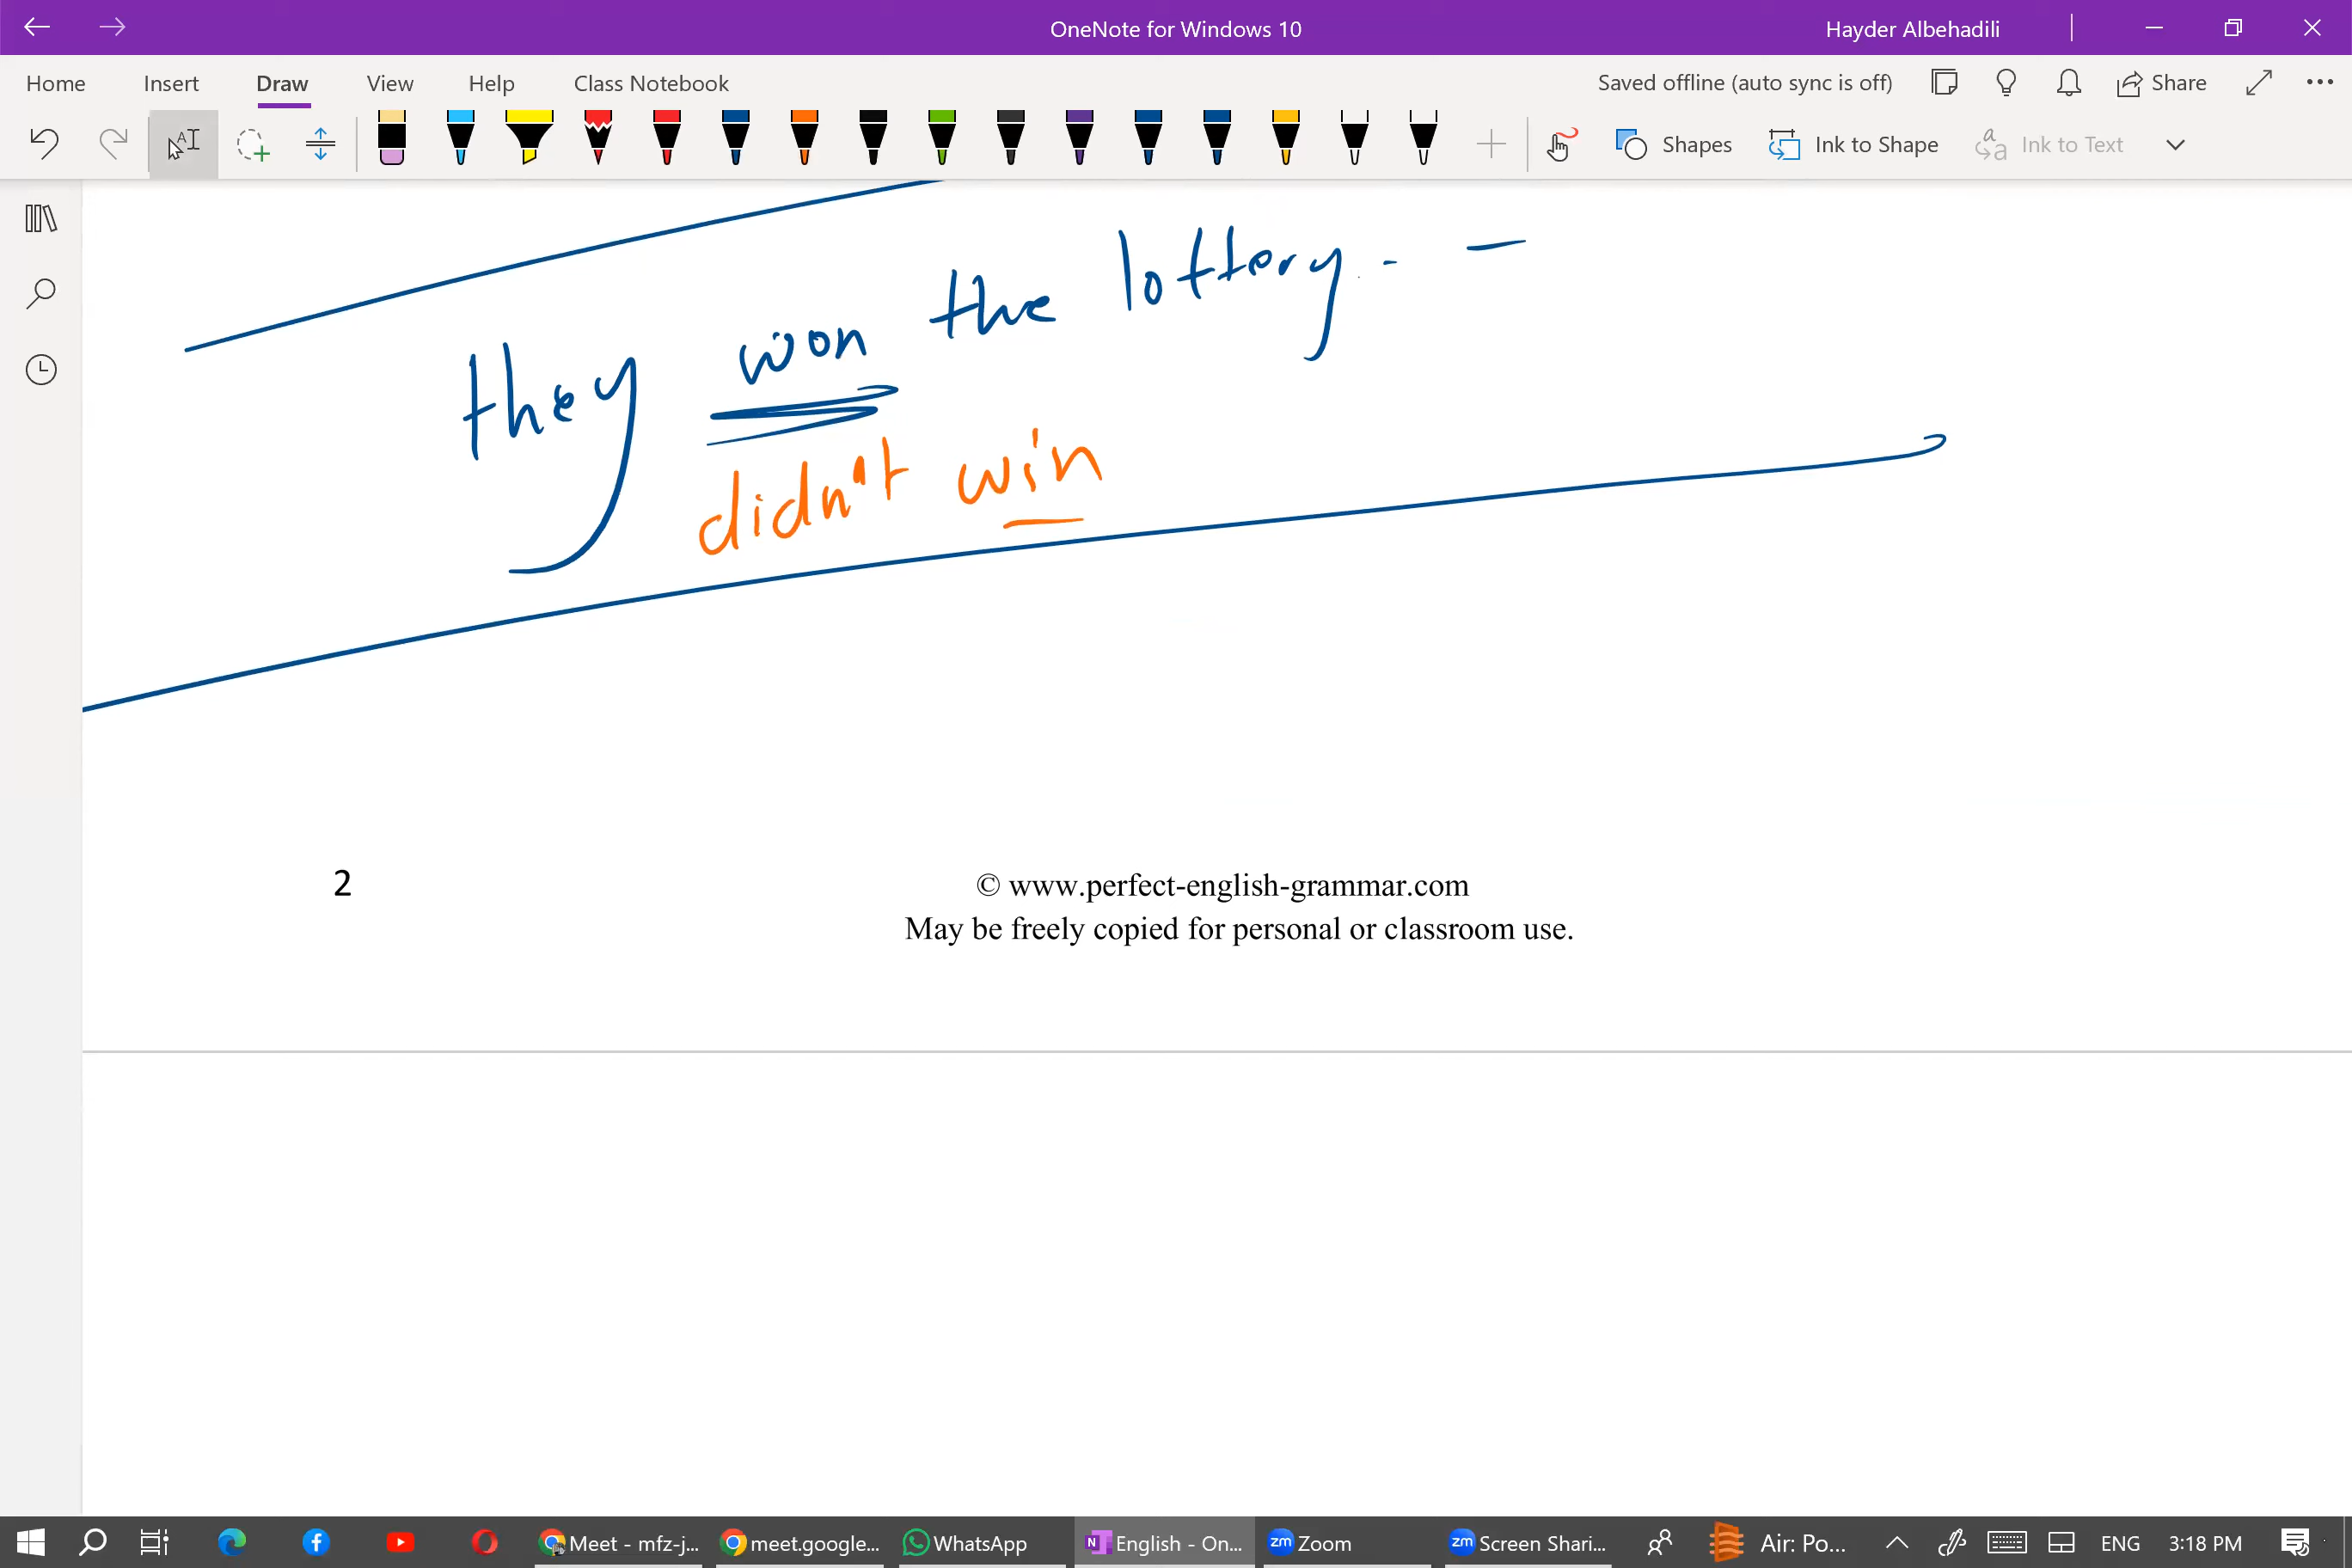 OneNote for Windows 10
Hayder Albehadili
Home Insert Draw View Help Class Notebook
Saved offline (auto sync is off) Share
Shapes Ink to Shape Ink to Text
they won the lottery. -
didn't win
2
© www.perfect-english-grammar.com
May be freely copied for personal or classroom use.
Meet - mfz-j... meet.google... WhatsApp English - On... Zoom Screen Shari... Air: Po... ENG 3:18 PM